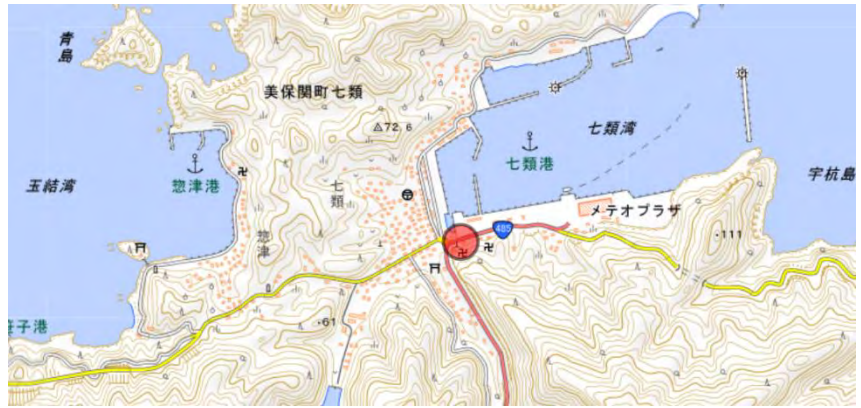 青島
美保関町七類
72.6
七類湾
惣津港
七類港
宇杭島
玉結湾
七類
メテオプラザ
惣津
485
111
笹子港
61